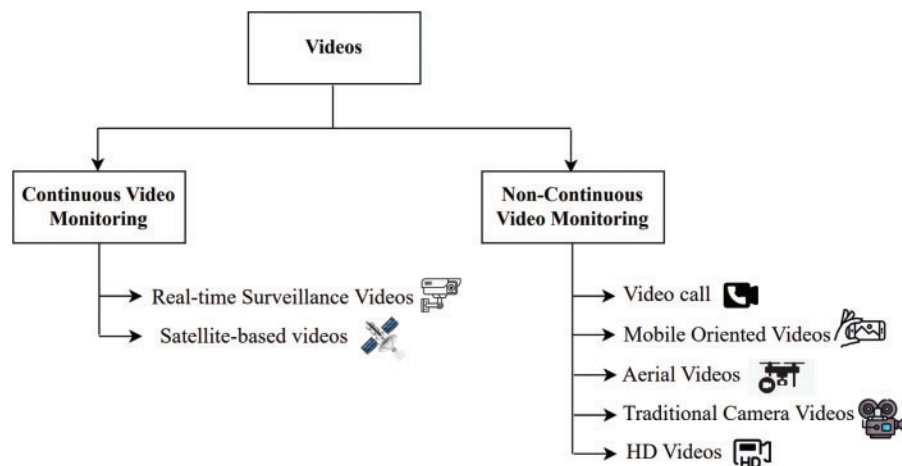 Videos
Continuous Video
Monitoring
Non-Continuous
Video Monitoring
Real-time Surveillance Videos
Satellite-based videos
Video call
Mobile Oriented Videos
Aerial Videos
Traditional Camera Videos
HD Videos
HD